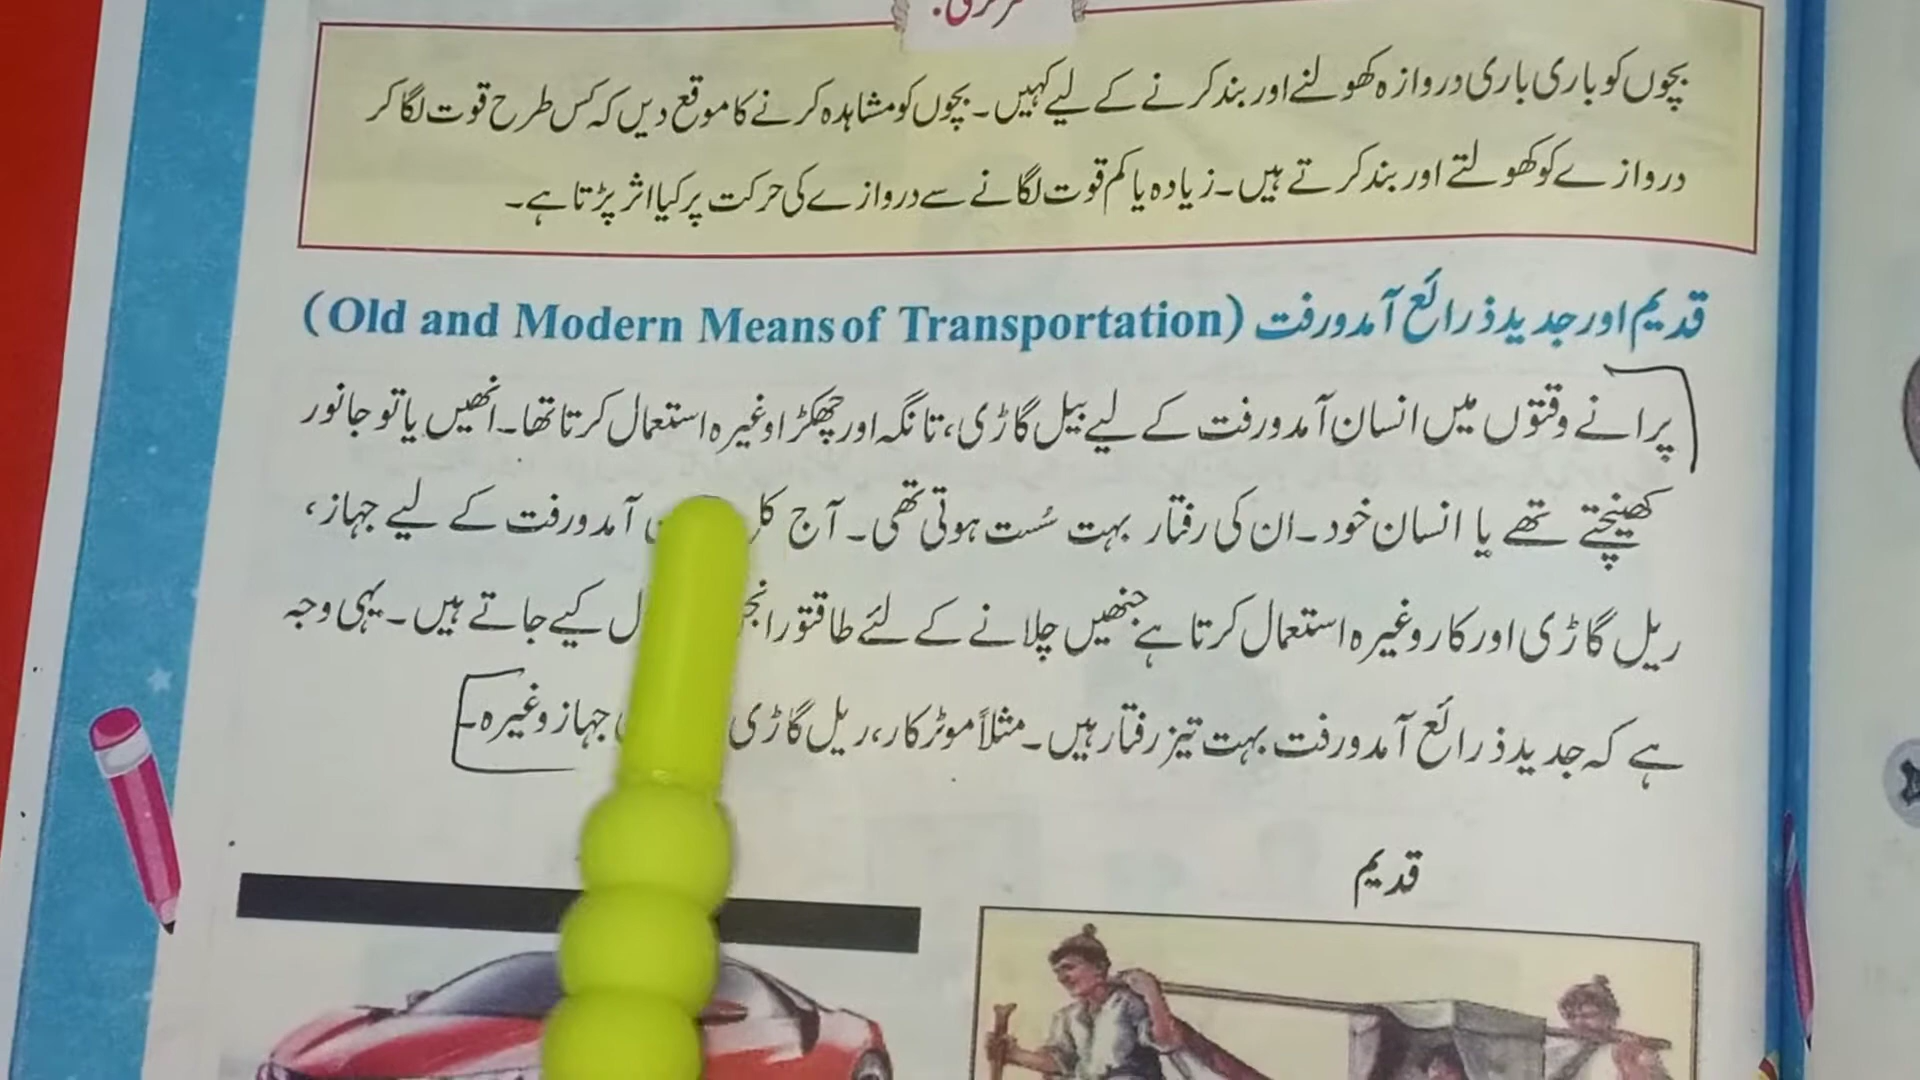 بچوں کو باری باری دروازہ کھولنے اور بند کرنے کے لیے کہیں۔ بچوں کو مشاہدہ کرنے کا موقع دیں کہ کس طرح قوت لگا کر
دروازے کو کھولتے اور بند کرتے ہیں۔ زیادہ یا کم قوت لگانے سے دروازے کی حرکت پر کیا اثر پڑتا ہے۔
قدیم اور جدید ذرائع آمدورفت (Old and Modern Means of Transportation)
پرانے وقتوں میں انسان آمدورفت کے لیے بیل گاڑی، تانگہ اور چھکڑا وغیرہ استعمال کرتا تھا۔ انھیں یا تو جانور
کھینچتے تھے یا انسان خود۔ ان کی رفتار بہت سُست ہوتی تھی۔ آج کل آمدورفت کے لیے جہاز،
ریل گاڑی اور کار وغیرہ استعمال کرتا ہے جنھیں چلانے کے لئے طاقتور کیے جاتے ہیں۔ یہی وجہ
ہے کہ جدید ذرائع آمدورفت بہت تیز رفتار ہیں۔ مثلاً موٹر کار، ریل گاڑی جہاز وغیرہ۔
قدیم